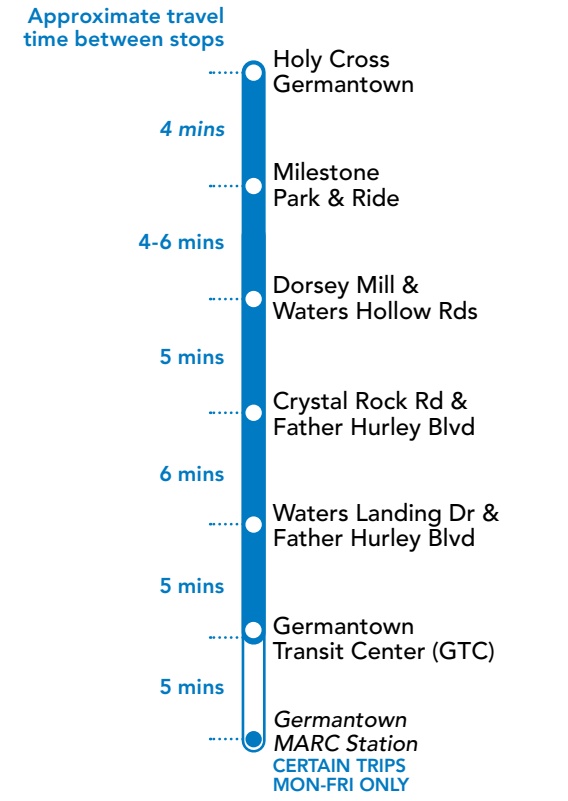 Approximate travel
time between stops
Holy Cross
Germantown
4 mins
Milestone
Park & Ride
4-6 mins
Dorsey Mill &
Waters Hollow Rds
5 mins
Crystal Rock Rd &
Father Hurley Blvd
6 mins
Waters Landing Dr &
Father Hurley Blvd
5 mins
Germantown
Transit Center (GTC)
5 mins
Germantown
MARC Station
CERTAIN TRIPS
MON-FRI ONLY